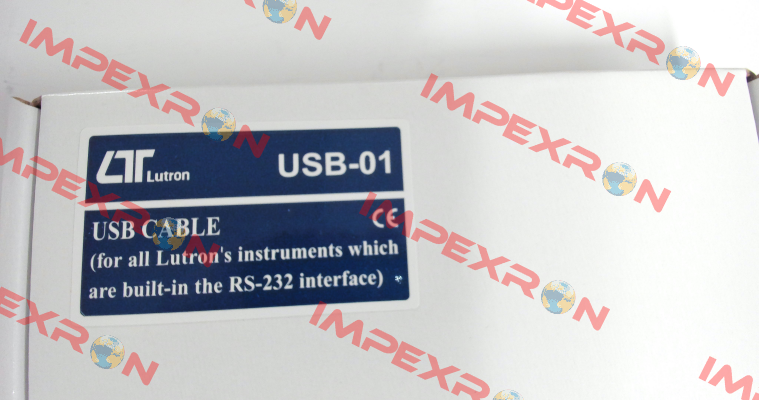 LTT Lutron USB-01
USB CABLE CE
(for all Lutron's instruments which
are built-in the RS-232 interface)
IMPEXRON
IMPEXRON
IMPEXRON
IMPEXRON
IMPEXRON